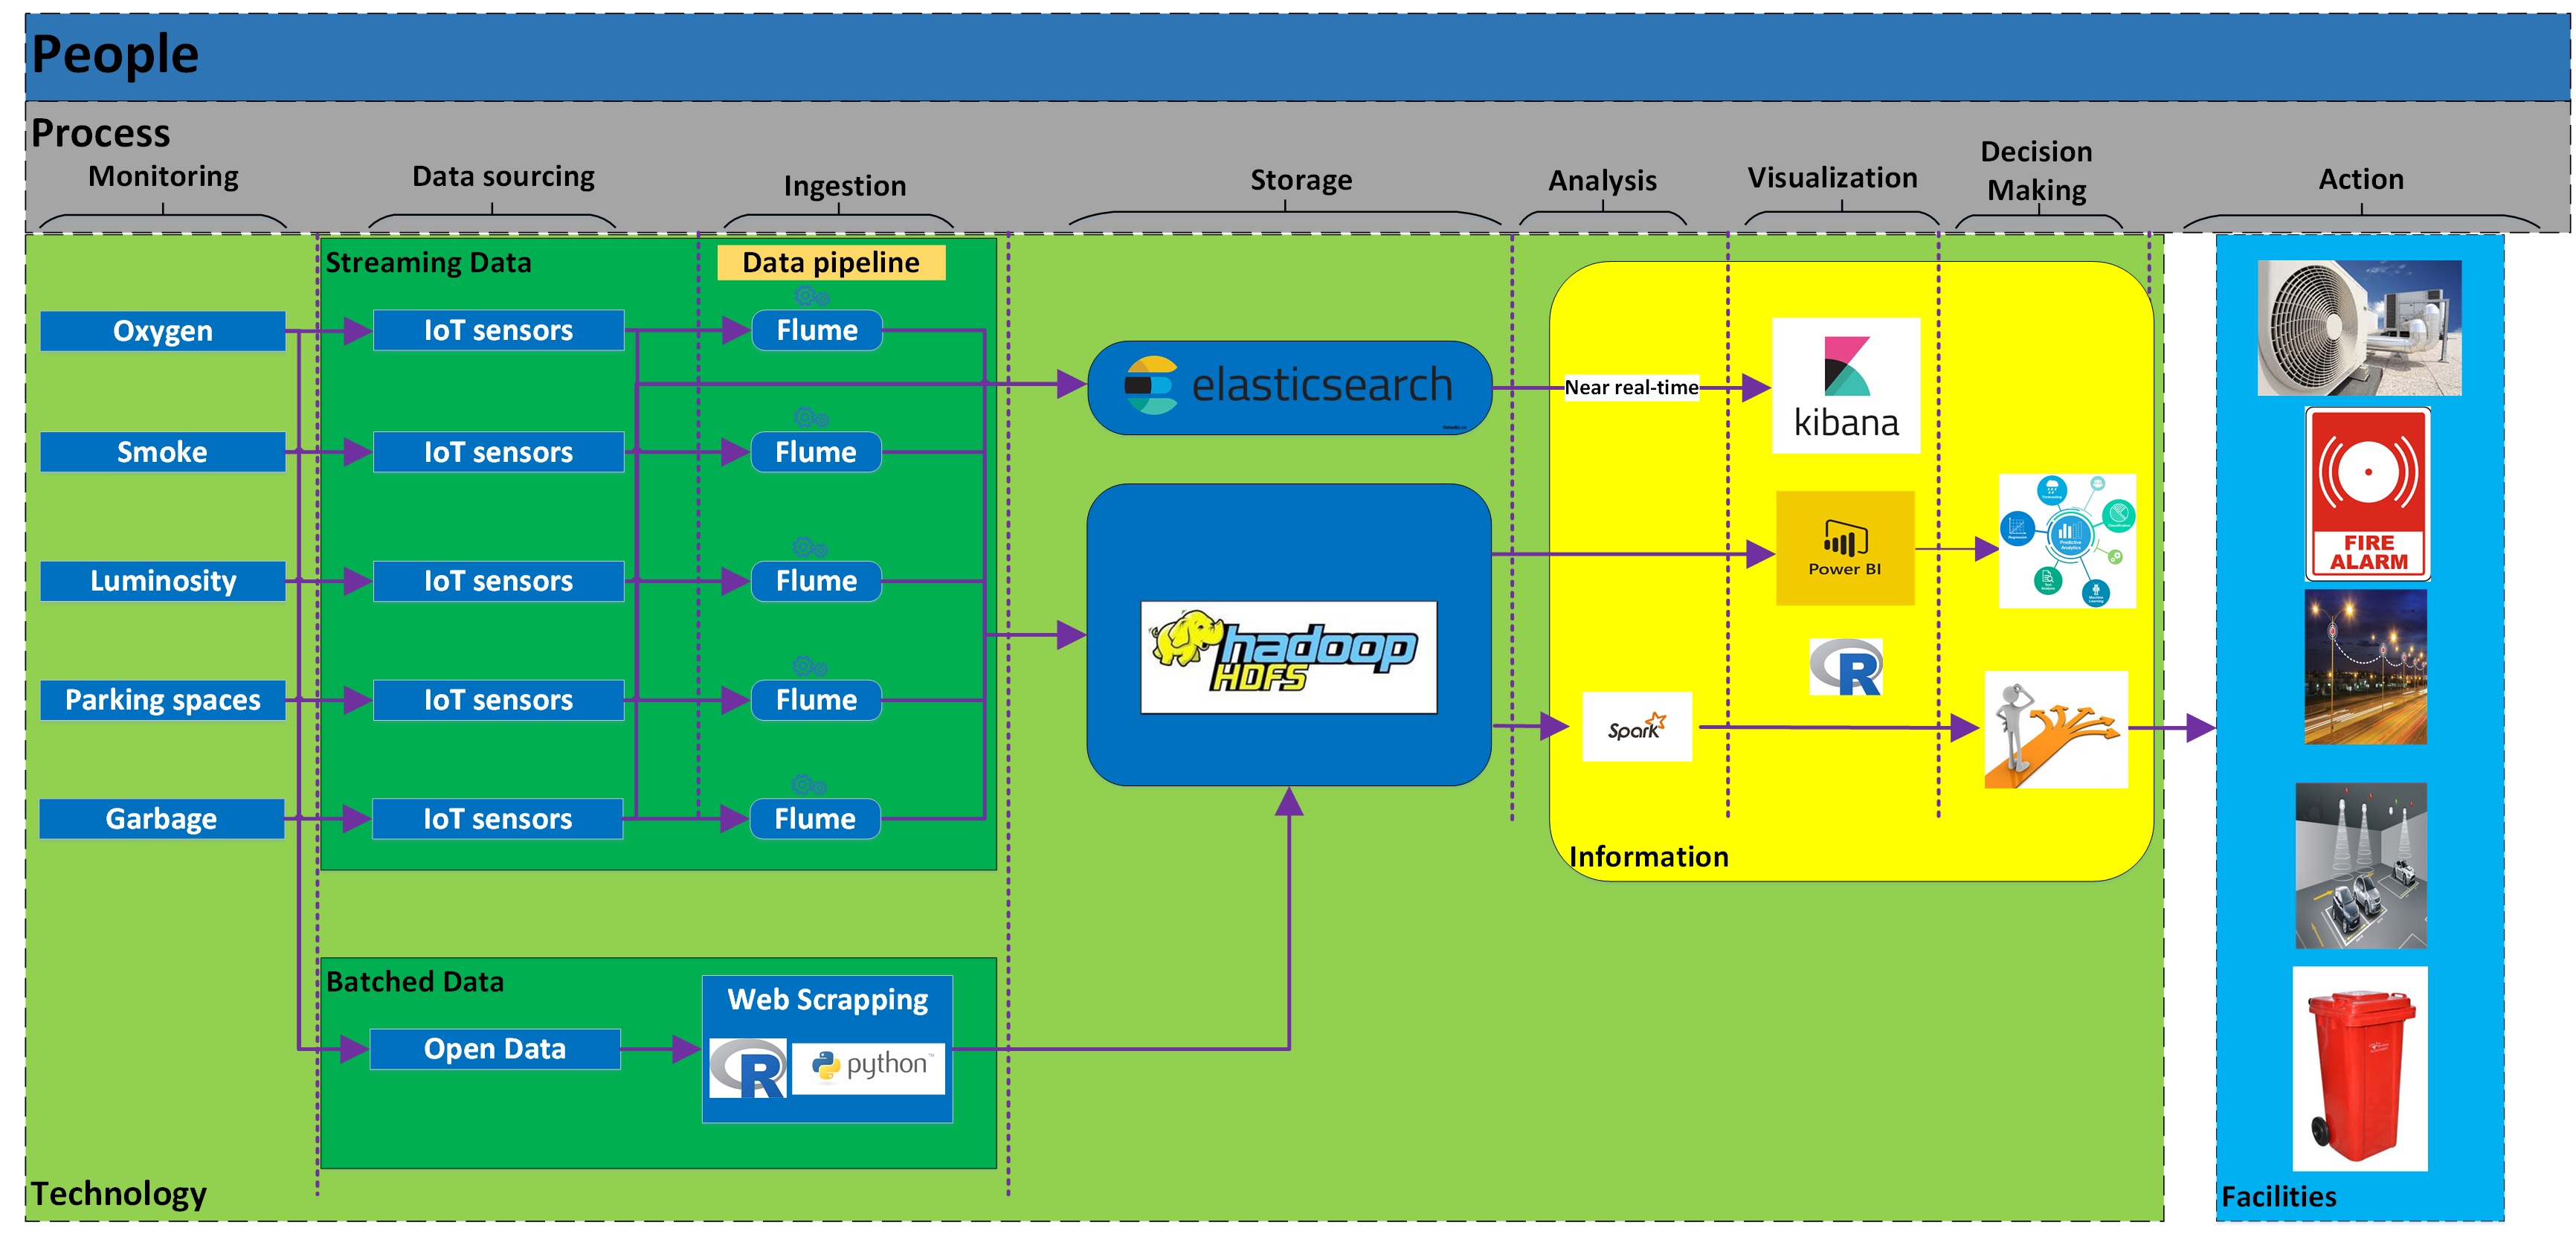 People
Process
Monitoring
Data sourcing
Ingestion
Storage
Analysis
Visualization
Decision
Making
Action
Streaming Data
Data pipeline
Oxygen
IoT sensors
Flume
Smoke
IoT sensors
Flume
Luminosity
IoT sensors
Flume
Parking spaces
IoT sensors
Flume
Garbage
IoT sensors
Flume
elasticsearch
hadoop
HDFS
Near real-time
kibana
Power BI
R
Spark
Predictive
Analytics
Information
FIRE
ALARM
Batched Data
Open Data
Web Scrapping
R
python
Technology
Facilities